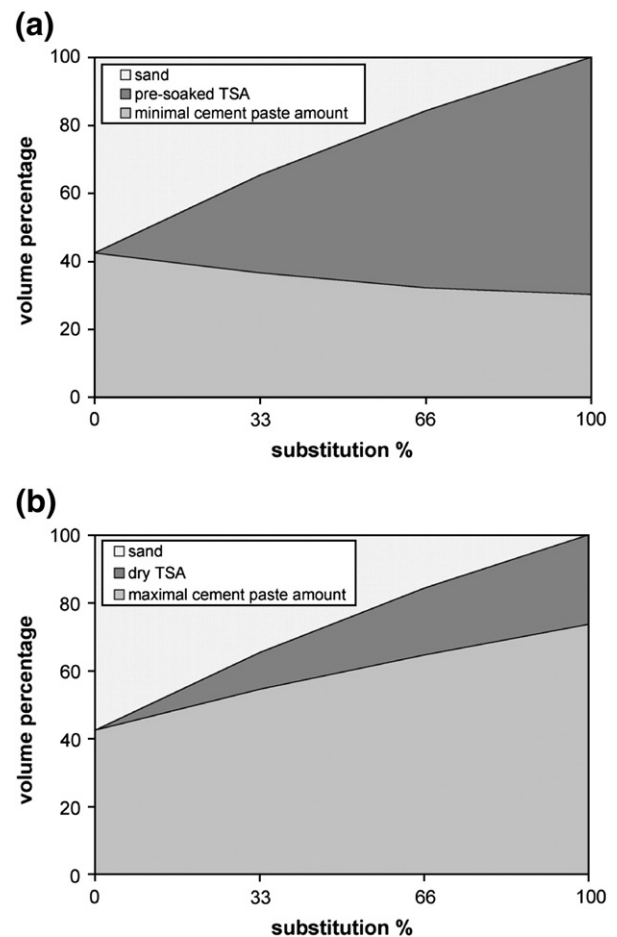 (a)
100
80
60
40
20
0
volume percentage
sand
pre-soaked TSA
minimal cement paste amount
0 33 66 100
substitution %
(b)
100
80
60
40
20
0
volume percentage
sand
dry TSA
maximal cement paste amount
0 33 66 100
substitution %